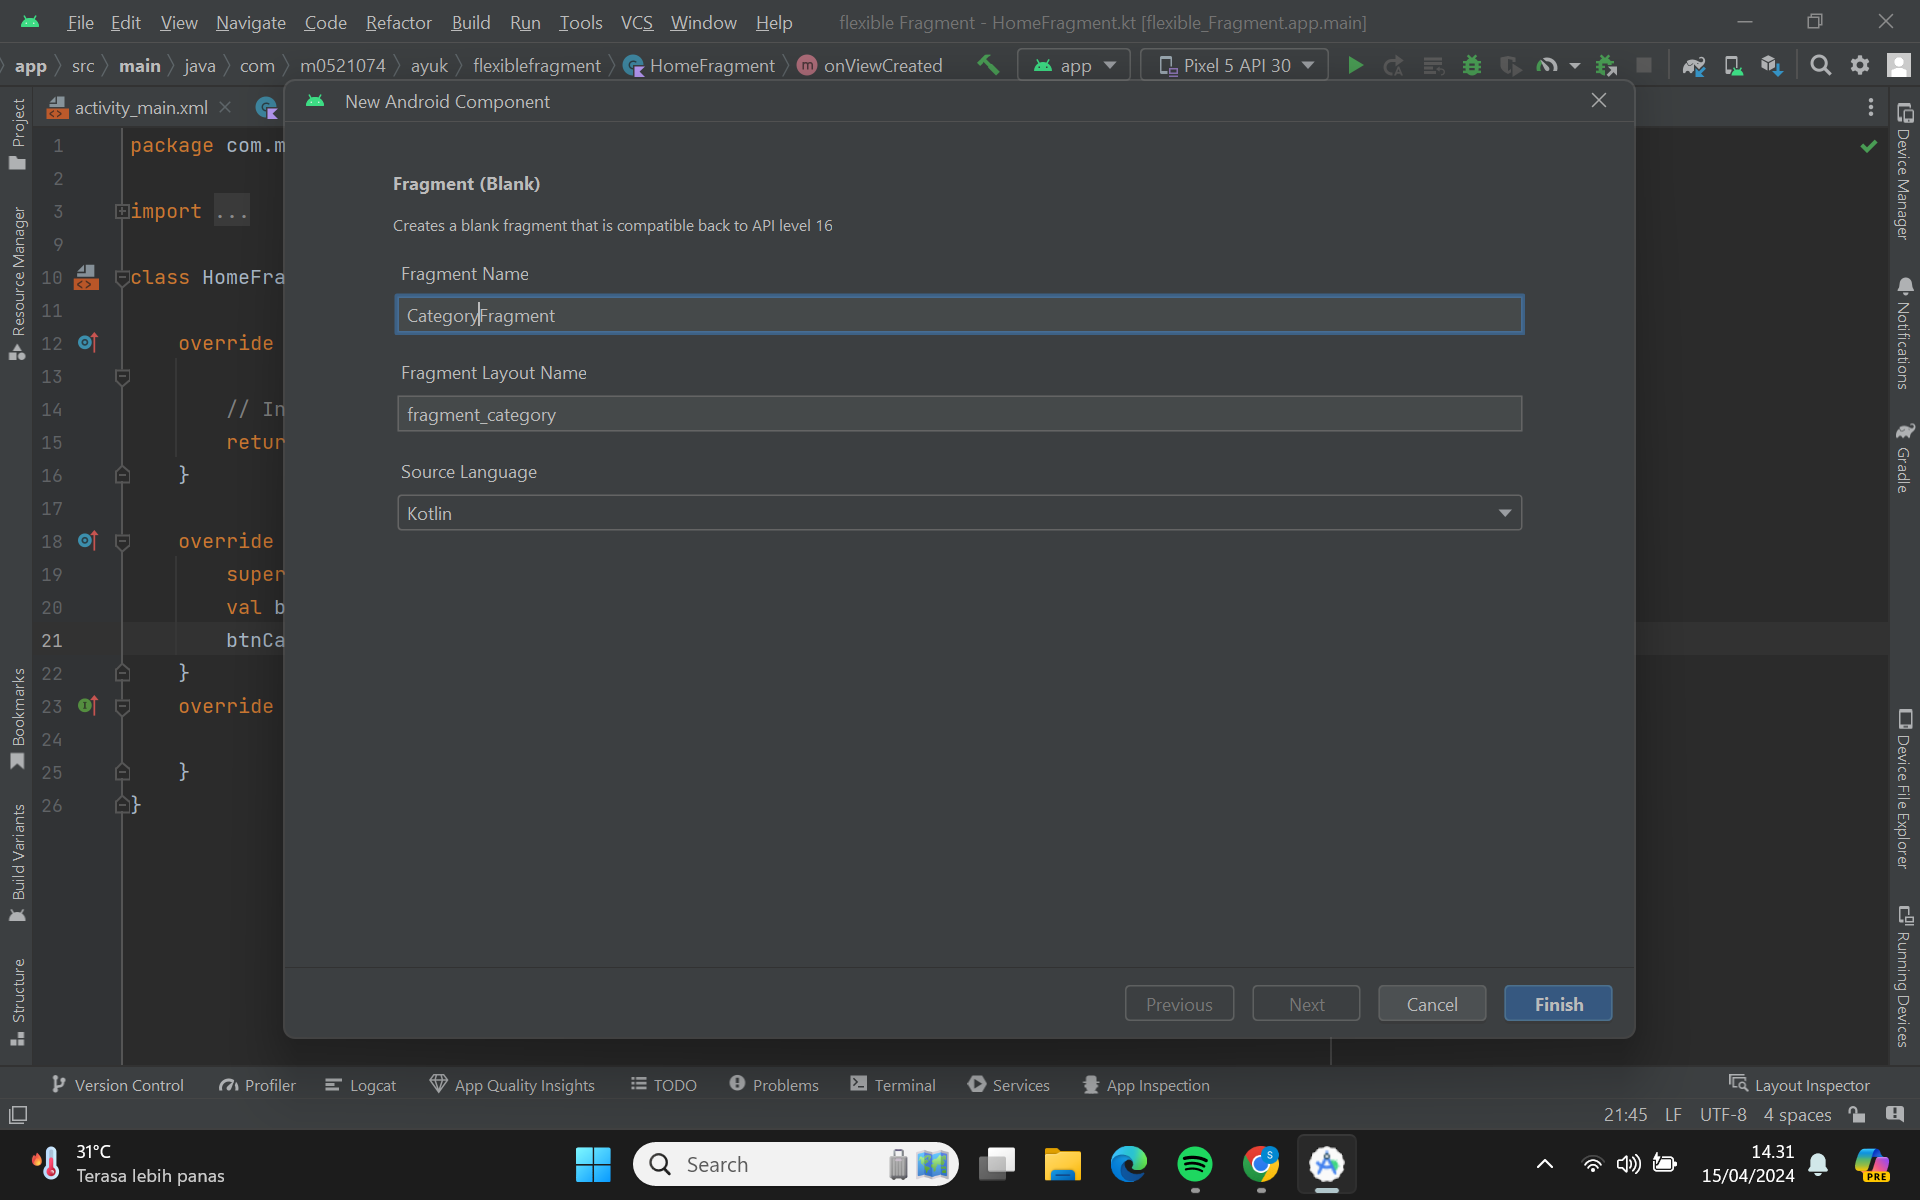 File Edit View Navigate Code Refactor Build Run Tools VCS Window Help flexible Fragment - HomeFragment.kt [flexible_Fragment.app.main]
app src main java com m0521074 ayuk flexiblefragment HomeFragment m onViewCreated app Pixel 5 API 30
activity_main.xml
Project
Resource Manager
Bookmarks
Build Variants
Structure
1 package com.m
2
3 import ...
9
10 class HomeFra
11
12 override
13
14 // In
15 retur
16 }
17
18 override
19 super
20 val b
21 btnCa
22 }
23 override
24
25 }
26 }
New Android Component
Fragment (Blank)
Creates a blank fragment that is compatible back to API level 16
Fragment Name
CategoryFragment
Fragment Layout Name
fragment_category
Source Language
Kotlin
Previous Next Cancel Finish
Device Manager
Notifications
Gradle
Device File Explorer
Running Devices
Version Control Profiler Logcat App Quality Insights TODO Problems Terminal Services App Inspection Layout Inspector
21:45 LF UTF-8 4 spaces
31°C
Terasa lebih panas
Search
S
14.31
15/04/2024
PRE